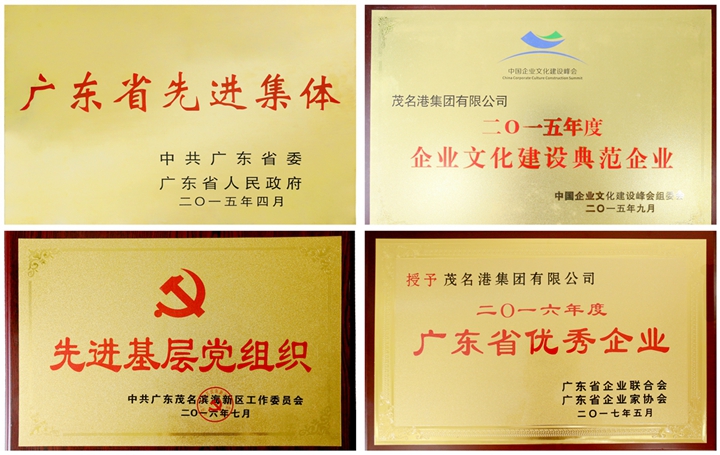 广东省先进集体
中共广东省委
广东省人民政府
二〇一五年四月
中国企业文化建设峰会
China Corporate Culture Construction Summit
茂名港集团有限公司
二〇一五年度
企业文化建设典范企业
中国企业文化建设峰会组委会
二〇一五年九月
先进基层党组织
中共广东茂名滨海新区工作委员会
二〇一六年七月
授予 茂名港集团有限公司
二〇一六年度
广东省优秀企业
广东省企业联合会
广东省企业家协会
二〇一七年五月